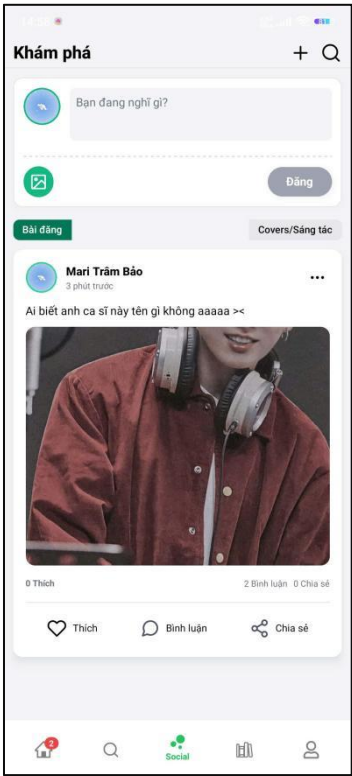 14:52
Khám phá
Bạn đang nghĩ gì?
Đăng
Bài đăng
Covers/Sáng tác
Mari Trâm Bảo
3 phút trước
Ai biết anh ca sĩ này tên gì không aaaaa ><
0 Thích
2 Bình luận 0 Chia sẻ
Thích
Bình luận
Chia sẻ
2
Social